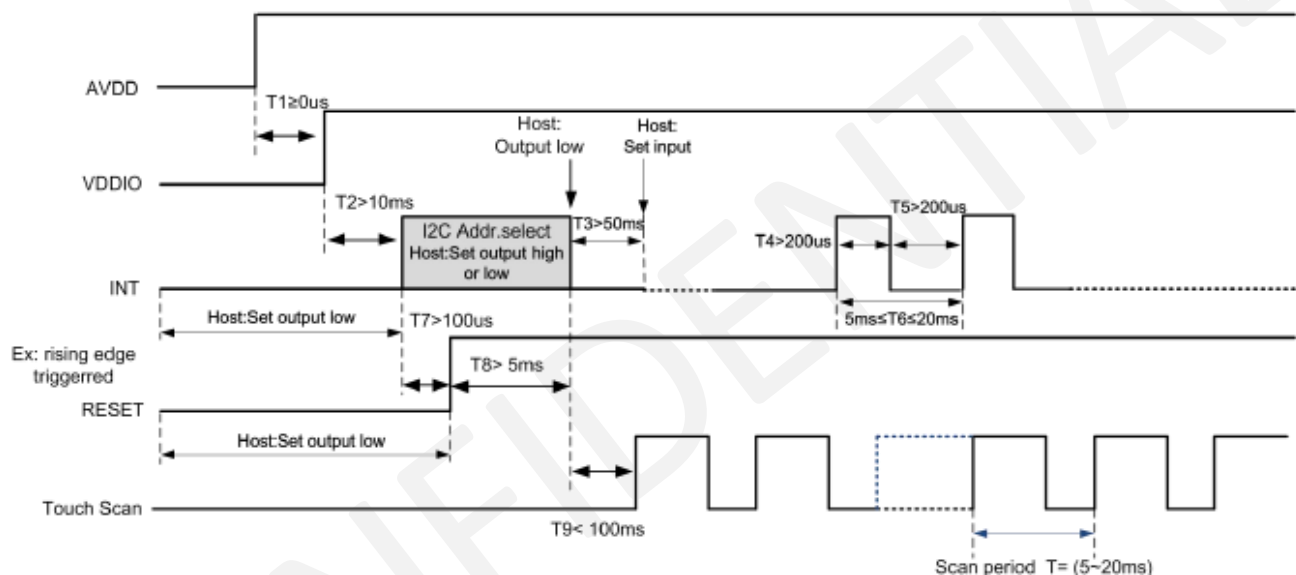 AVDD
T1≥0us
VDDIO
Host:
Output low
Host:
Set input
T2>10ms
I2C Addr.select
Host:Set output high
or low
T3>50ms
T4>200us
T5>200us
INT
5ms≤T6≤20ms
Host:Set output low
T7>100us
Ex: rising edge
triggerred
T8> 5ms
RESET
Host:Set output low
Touch Scan
T9< 100ms
Scan period T= (5~20ms)
NFIDENTIAL